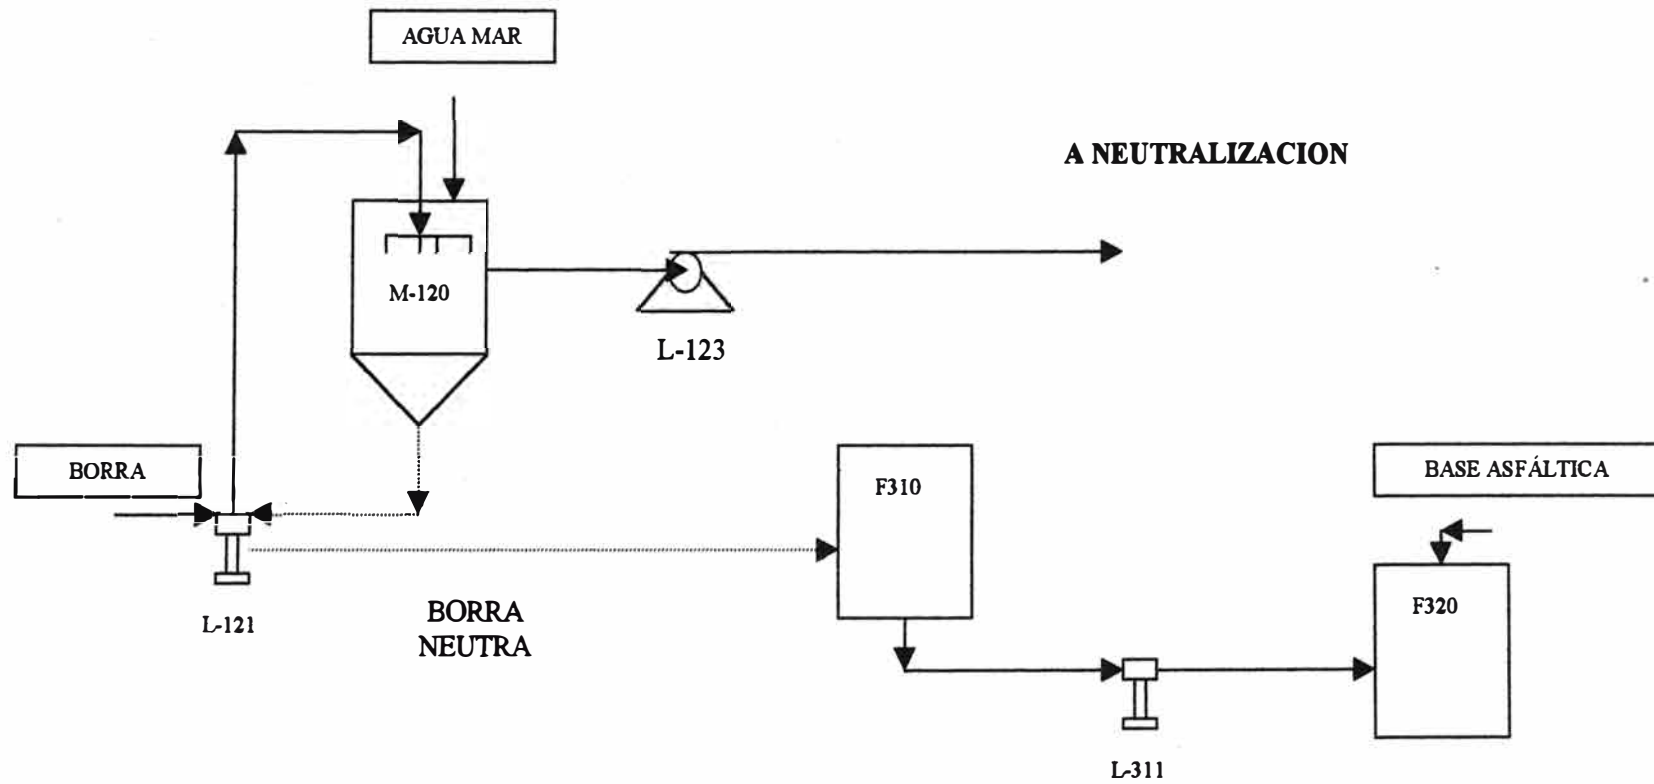 AGUA MAR
A NEUTRALIZACION
M-120
L-123
BORRA
F310
BASE ASFÁLTICA
F320
L-121
BORRA
NEUTRA
L-311